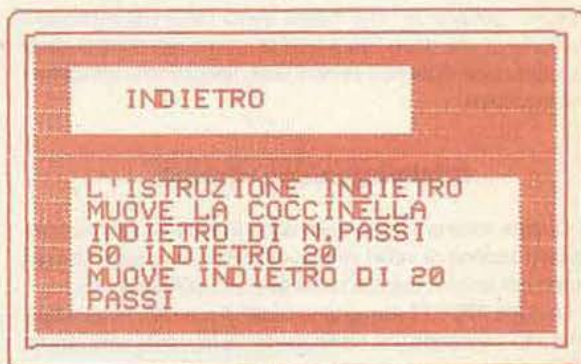 INDIETRO
L'ISTRUZIONE INDIETRO
MUOVE LA COCCINELLA
INDIETRO DI N.PASSI
60 INDIETRO 20
MUOVE INDIETRO DI 20
PASSI